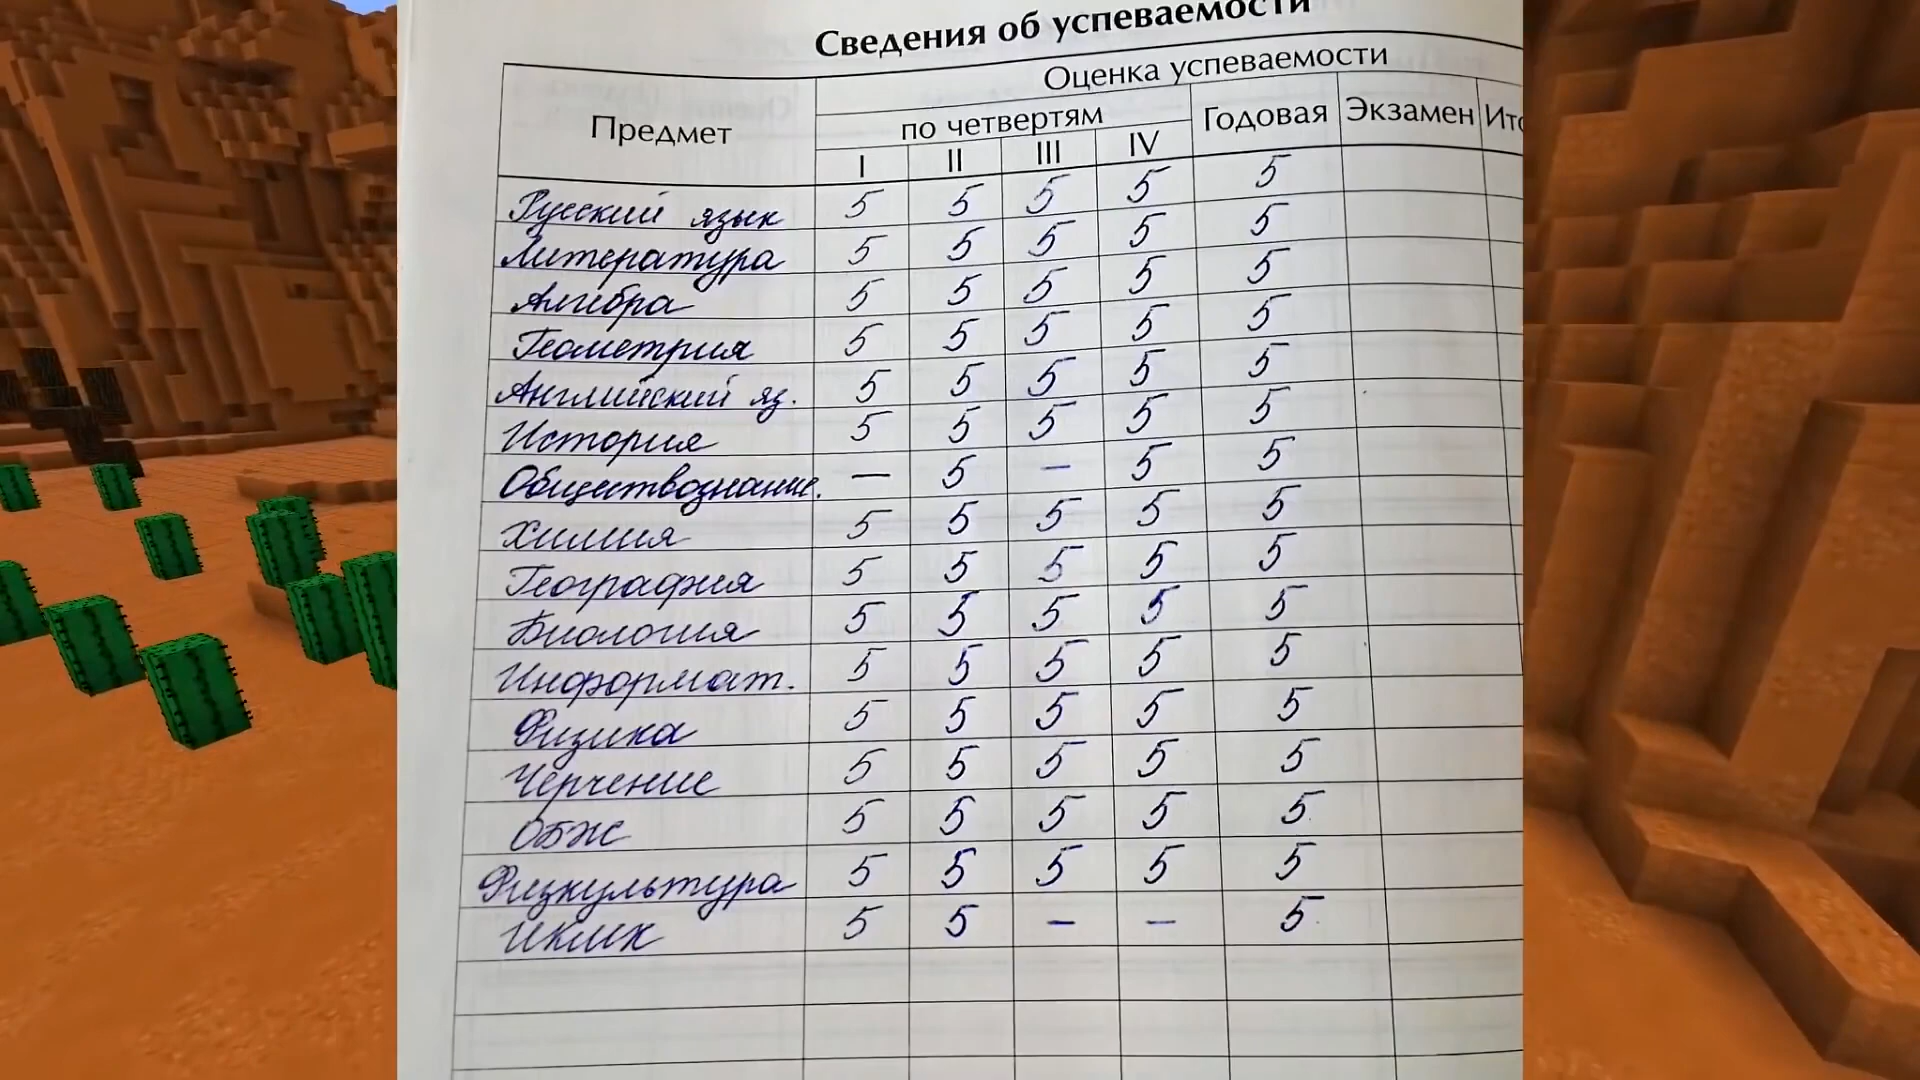 Сведения об успеваемости
Предмет
Оценка успеваемости
по четвертям
Годовая Экзамен
I II III IV
Русский язык 5 5 5 5 5
Литература 5 5 5 5 5
Алгебра 5 5 5 5 5
Геометрия 5 5 5 5 5
Английский яз. 5 5 5 5 5
История 5 5 5 5 5
Обществознание. — 5 – 5 5
Химия 5 5 5 5 5
География 5 5 5 5 5
Биология 5 5 5 5 5
Информат. 5 5 5 5 5
Физика 5 5 5 5 5
Черчение 5 5 5 5 5
ОБЖ 5 5 5 5 5
Физкультура 5 5 5 5 5
ИКМК 5 5 – – 5